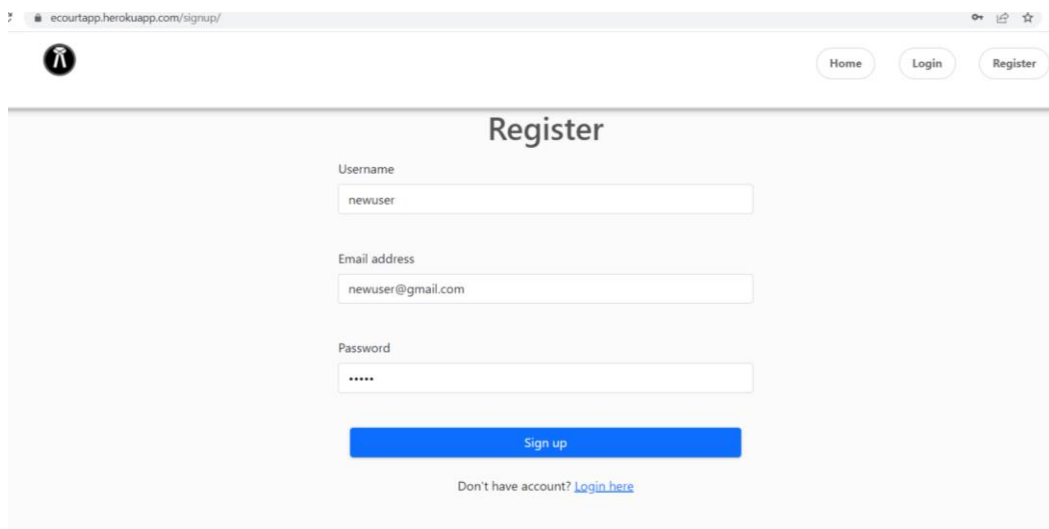 ecourtapp.herokuapp.com/signup/
Home Login Register
Register
Username
newuser
Email address
newuser@gmail.com
Password
•••••
Sign up
Don't have account? Login here